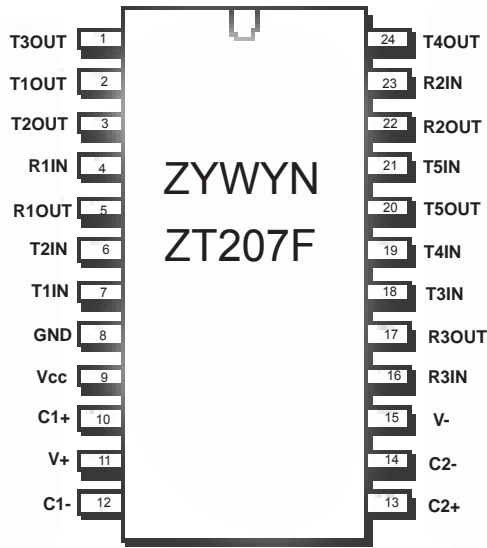 T3OUT 1 24 T4OUT
T1OUT 2 23 R2IN
T2OUT 3 22 R2OUT
R1IN 4 21 T5IN
R1OUT 5 20 T5OUT
T2IN 6 19 T4IN
T1IN 7 18 T3IN
GND 8 17 R3OUT
Vcc 9 16 R3IN
C1+ 10 15 V-
V+ 11 14 C2-
C1- 12 13 C2+
ZYWYN
ZT207F